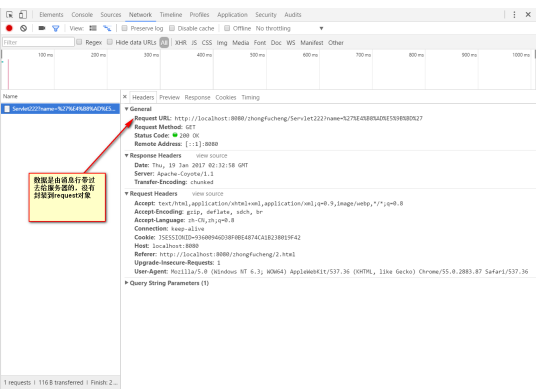 Elements Console Sources Network Timeline Profiles Application Security Audits
View: Preserve log Disable cache Offline No throttling
Filter Regex Hide data URLs All XHR JS CSS Img Media Font Doc WS Manifest Other
100 ms 200 ms 300 ms 400 ms 500 ms 600 ms 700 ms 800 ms 900 ms 1000 ms
Name × Headers Preview Response Cookies Timing
Servlet222?name=%27%E4%B8%AD%E5...
General
Request URL: http://localhost:8080/zhongfucheng/Servlet222?name=%27%E4%B8%AD%E5%9B%BD%27
Request Method: GET
Status Code: 200 OK
Remote Address: [::1]:8080
Response Headers view source
Date: Thu, 19 Jan 2017 02:32:58 GMT
Server: Apache-Coyote/1.1
Transfer-Encoding: chunked
Request Headers view source
Accept: text/html,application/xhtml+xml,application/xml;q=0.9,image/webp,*/*;q=0.8
Accept-Encoding: gzip, deflate, sdch, br
Accept-Language: zh-CN,zh;q=0.8
Connection: keep-alive
Cookie: JSESSIONID=93600946D38F0BE4874CA1B238019F42
Host: localhost:8080
Referer: http://localhost:8080/zhongfucheng/2.html
Upgrade-Insecure-Requests: 1
User-Agent: Mozilla/5.0 (Windows NT 6.3; WOW64) AppleWebKit/537.36 (KHTML, like Gecko) Chrome/55.0.2883.87 Safari/537.36
Query String Parameters (1)
数据是由消息行带过
去给服务器的，没有
封装到request对象
1 requests | 116 B transferred | Finish: 2...